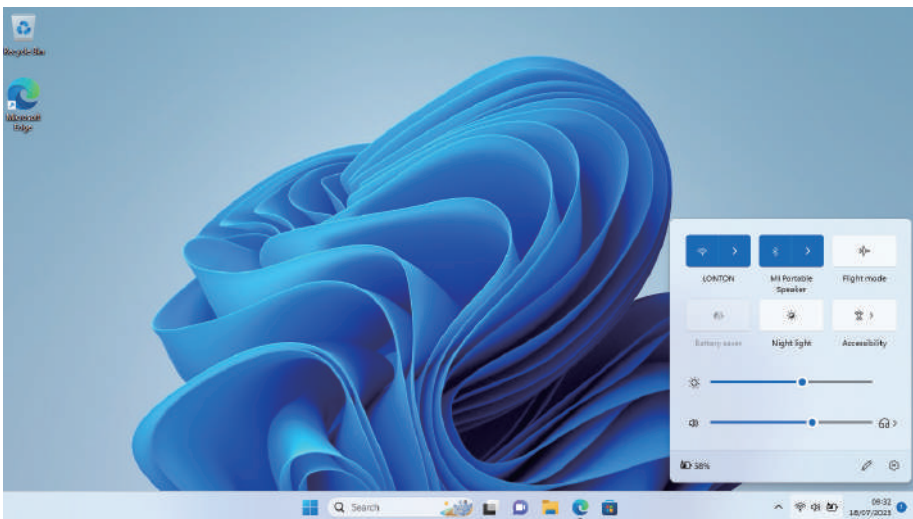 Recycle Bin
Microsoft
Edge
LONTON
Mi Portable
Speaker
Flight mode
Battery saver
Night light
Accessibility
58%
Search
08:32
18/07/2023